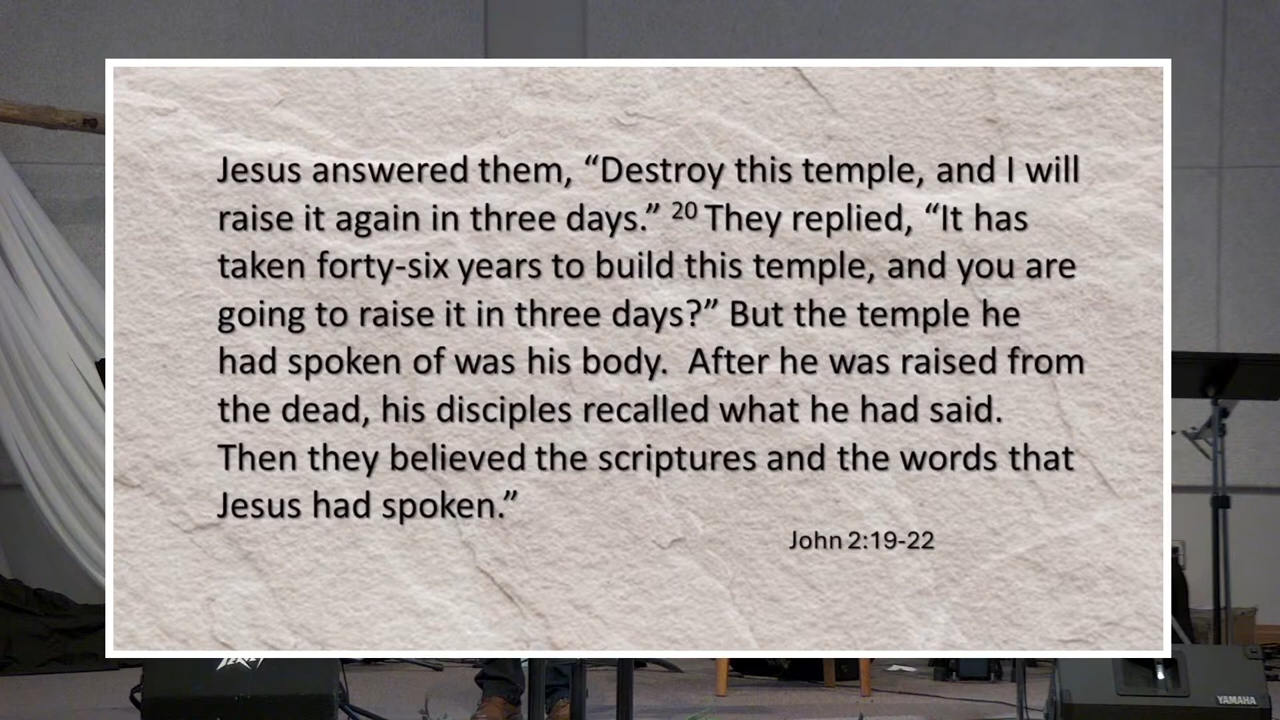 Jesus answered them, “Destroy this temple, and I will
raise it again in three days.” 20 They replied, “It has
taken forty-six years to build this temple, and you are
going to raise it in three days?” But the temple he
had spoken of was his body.  After he was raised from
the dead, his disciples recalled what he had said.
Then they believed the scriptures and the words that
Jesus had spoken.”
John 2:19-22
YAMAHA